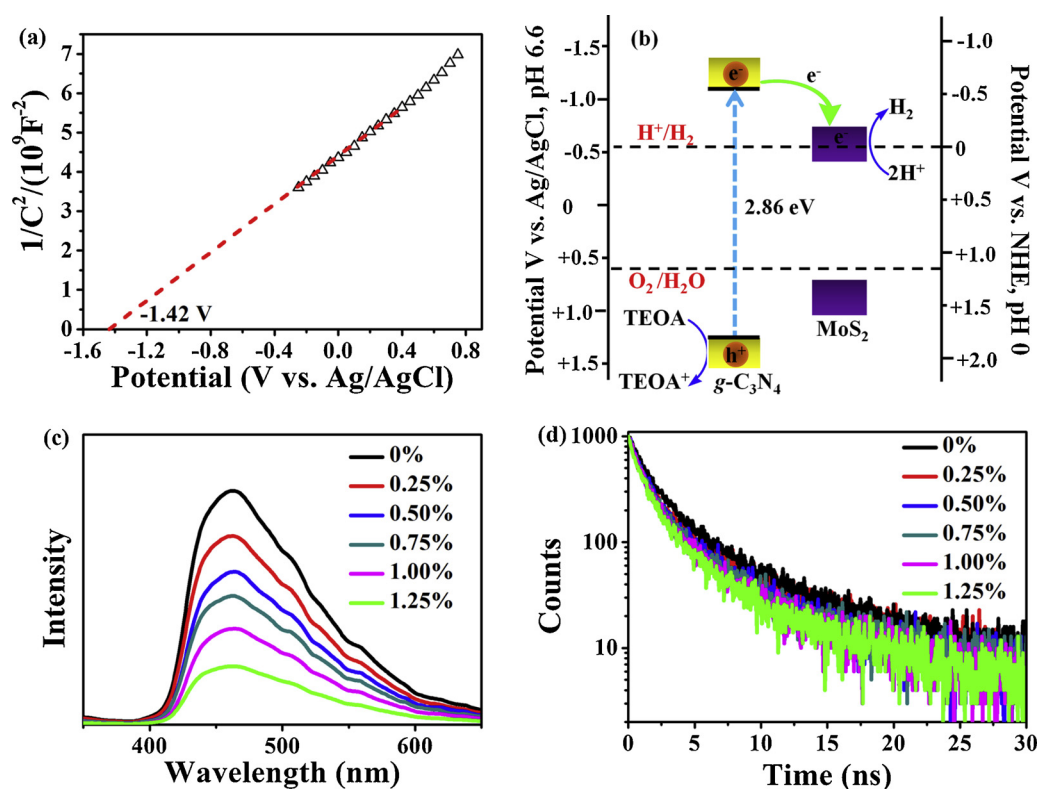 (a)
7
6
5
4
3
2
1
0
1/C²/(10⁹F⁻²)
-1.42 V
-1.6 -1.2 -0.8 -0.4 0.0 0.4 0.8
Potential (V vs. Ag/AgCl)
(b)
Potential V vs. Ag/AgCl, pH 6.6
-1.5
-1.0
-0.5
0
+0.5
+1.0
+1.5
e⁻
e⁻
e⁻
H⁺/H₂
H₂
2H⁺
2.86 eV
O₂/H₂O
TEOA
TEOA⁺
h⁺
g-C₃N₄
MoS₂
-1.0
-0.5
0
+0.5
+1.0
+1.5
+2.0
Potential V vs. NHE, pH 0
(c)
Intensity
0%
0.25%
0.50%
0.75%
1.00%
1.25%
400 500 600
Wavelength (nm)
(d)
1000
100
10
Counts
0%
0.25%
0.50%
0.75%
1.00%
1.25%
0 5 10 15 20 25 30
Time (ns)